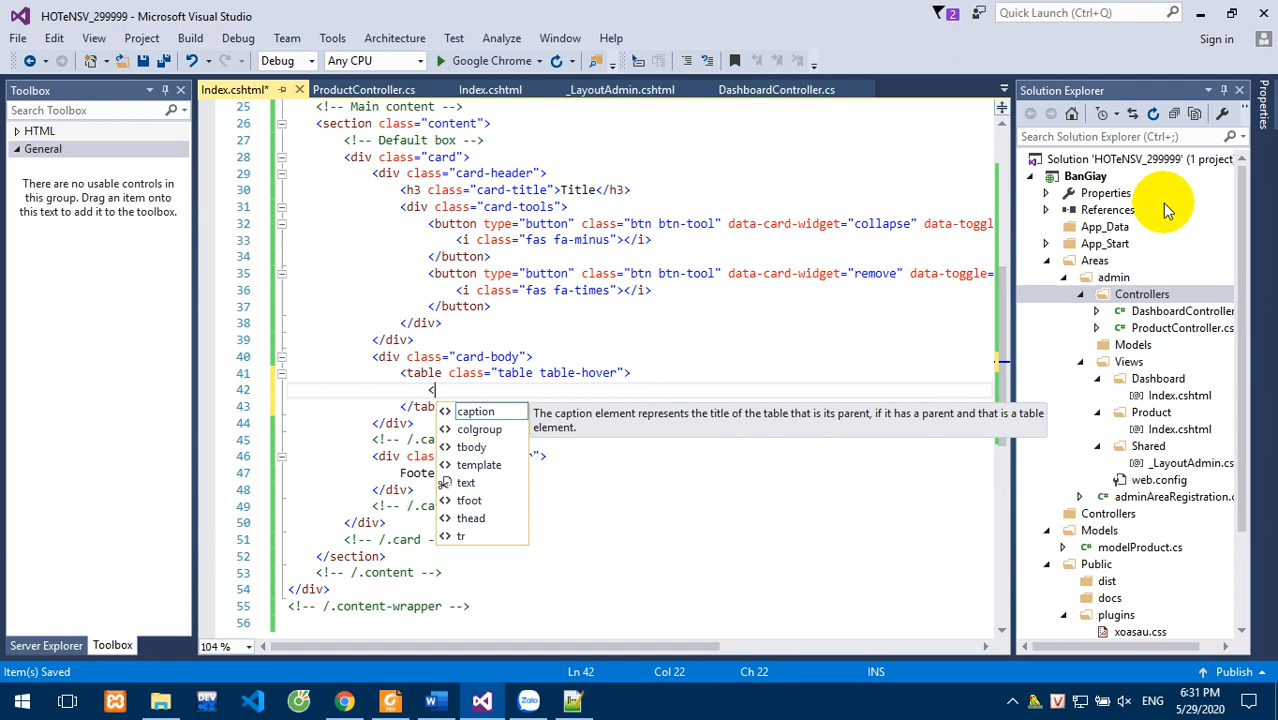 HOTeNSV_299999 - Microsoft Visual Studio
2
Quick Launch (Ctrl+Q)
File Edit View Project Build Debug Team Tools Architecture Test Analyze Window Help
Sign in
Debug Any CPU Google Chrome
Toolbox
Search Toolbox
HTML
General
There are no usable controls in
this group. Drag an item onto
this text to add it to the toolbox.
Server Explorer Toolbox
Index.cshtml* ProductController.cs Index.cshtml _LayoutAdmin.cshtml DashboardController.cs
25 <!-- Main content -->
26 <section class="content">
27 <!-- Default box -->
28 <div class="card">
29 <div class="card-header">
30 <h3 class="card-title">Title</h3>
31 <div class="card-tools">
32 <button type="button" class="btn btn-tool" data-card-widget="collapse" data-toggl
33 <i class="fas fa-minus"></i>
34 </button>
35 <button type="button" class="btn btn-tool" data-card-widget="remove" data-toggle=
36 <i class="fas fa-times"></i>
37 </button>
38 </div>
39 </div>
40 <div class="card-body">
41 <table class="table table-hover">
42 <
43 </tab
44 </div>
45 <!-- /.c
46 <div clas r">
47 Foote
48 </div>
49 <!-- /.ca
50 </div>
51 <!-- /.card -
52 </section>
53 <!-- /.content -->
54 </div>
55 <!-- /.content-wrapper -->
56
caption
colgroup
tbody
template
text
tfoot
thead
tr
The caption element represents the title of the table that is its parent, if it has a parent and that is a table
element.
104 %
Solution Explorer
Search Solution Explorer (Ctrl+;)
Solution 'HOTeNSV_299999' (1 project
BanGiay
Properties
References
App_Data
App_Start
Areas
admin
Controllers
DashboardController
ProductController.cs
Models
Views
Dashboard
Index.cshtml
Product
Index.cshtml
Shared
_LayoutAdmin.cs
web.config
adminAreaRegistration.c
Controllers
Models
modelProduct.cs
Public
dist
docs
plugins
xoasau.css
Properties
Item(s) Saved Ln 42 Col 22 Ch 22 INS Publish
ENG
6:31 PM
5/29/2020